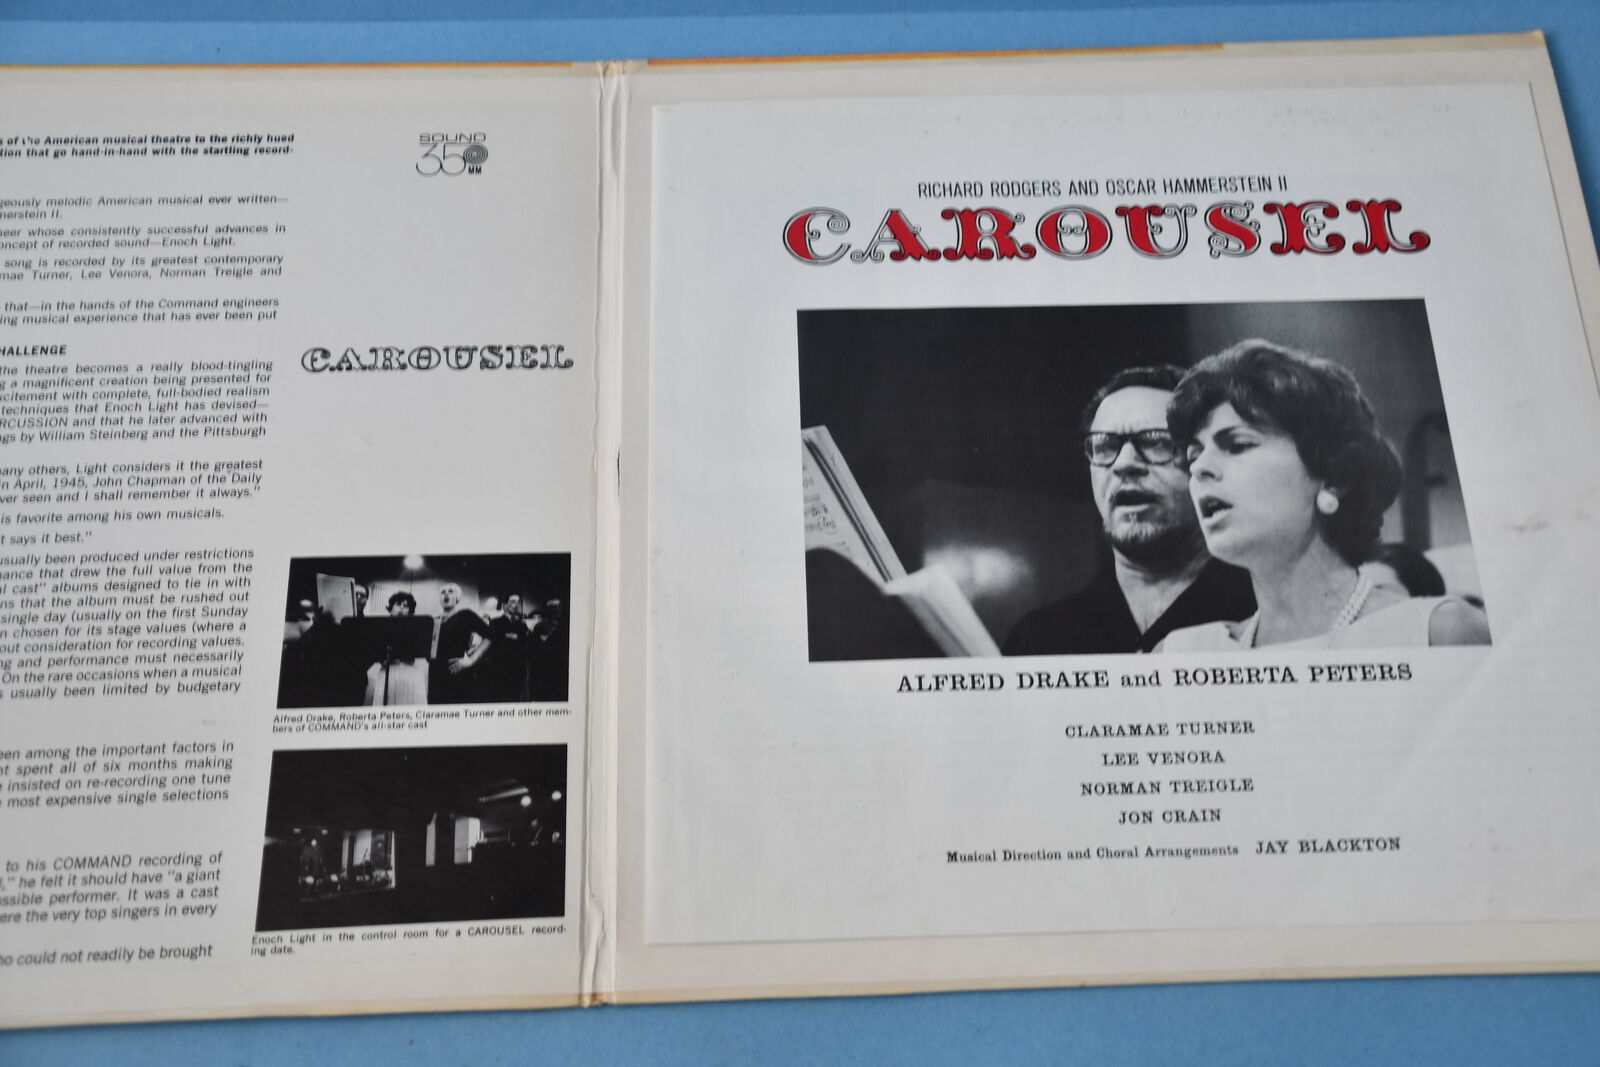 s of the American musical theatre to the richly hued
tion that go hand-in-hand with the startling record-
geously melodic American musical ever written—
merstein II.
neer whose consistently successful advances in
oncept of recorded sound—Enoch Light.
song is recorded by its greatest contemporary
mae Turner, Lee Venora, Norman Treigle and
that—in the hands of the Command engineers
ing musical experience that has ever been put
HALLENGE
the theatre becomes a really blood-tingling
g a magnificent creation being presented for
xcitement with complete, full-bodied realism
techniques that Enoch Light has devised—
RCUSSION and that he later advanced with
ngs by William Steinberg and the Pittsburgh
any others, Light considers it the greatest
n April, 1945, John Chapman of the Daily
ver seen and I shall remember it always."
is favorite among his own musicals.
t says it best."
usually been produced under restrictions
mance that drew the full value from the
al cast" albums designed to tie in with
ns that the album must be rushed out
single day (usually on the first Sunday
n chosen for its stage values (where a
out consideration for recording values.
ng and performance must necessarily
On the rare occasions when a musical
s usually been limited by budgetary
een among the important factors in
ht spent all of six months making
e insisted on re-recording one tune
e most expensive single selections
to his COMMAND recording of
l," he felt it should have "a giant
ossible performer. It was a cast
ere the very top singers in every
ho could not readily be brought
SOUND
35
MM
CAROUSEL
Alfred Drake, Roberta Peters, Claramae Turner and other mem-
bers of COMMAND's all-star cast
Enoch Light in the control room for a CAROUSEL record-
ing date.
RICHARD RODGERS AND OSCAR HAMMERSTEIN II
CAROUSEL
ALFRED DRAKE and ROBERTA PETERS
CLARAMAE TURNER
LEE VENORA
NORMAN TREIGLE
JON CRAIN
Musical Direction and Choral Arrangements JAY BLACKTON